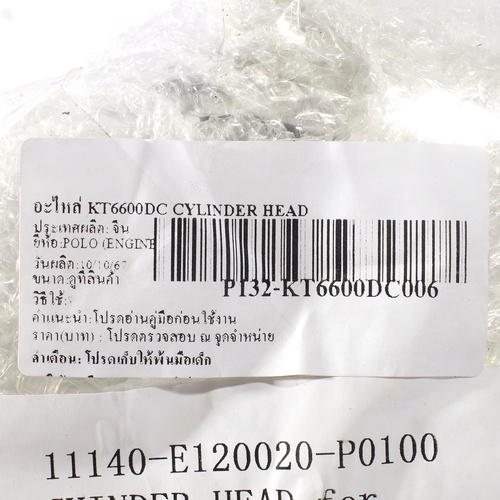 อะไหล่ KT6600DC CYLINDER HEAD
ประเทศผลิต: จีน
ยี่ห้อ:POLO (ENGINE
วันผลิต:10/10/67
ขนาด:ดูที่สินค้า
PI32-KT6600DC006
วิธีใช้:
คำแนะนำ:โปรดอ่านคู่มือก่อนใช้งาน
ราคา(บาท) : โปรดตรวจสอบ ณ จุดจำหน่าย
คำเตือน: โปรดเก็บให้พ้นมือเด็ก
11140-E120020-P0100
CYLINDER HEAD for